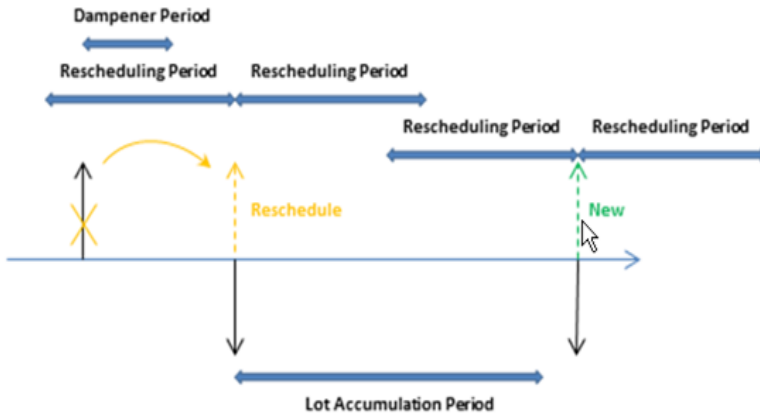 Dampener Period
Rescheduling Period Rescheduling Period
Rescheduling Period Rescheduling Period
Reschedule New
Lot Accumulation Period